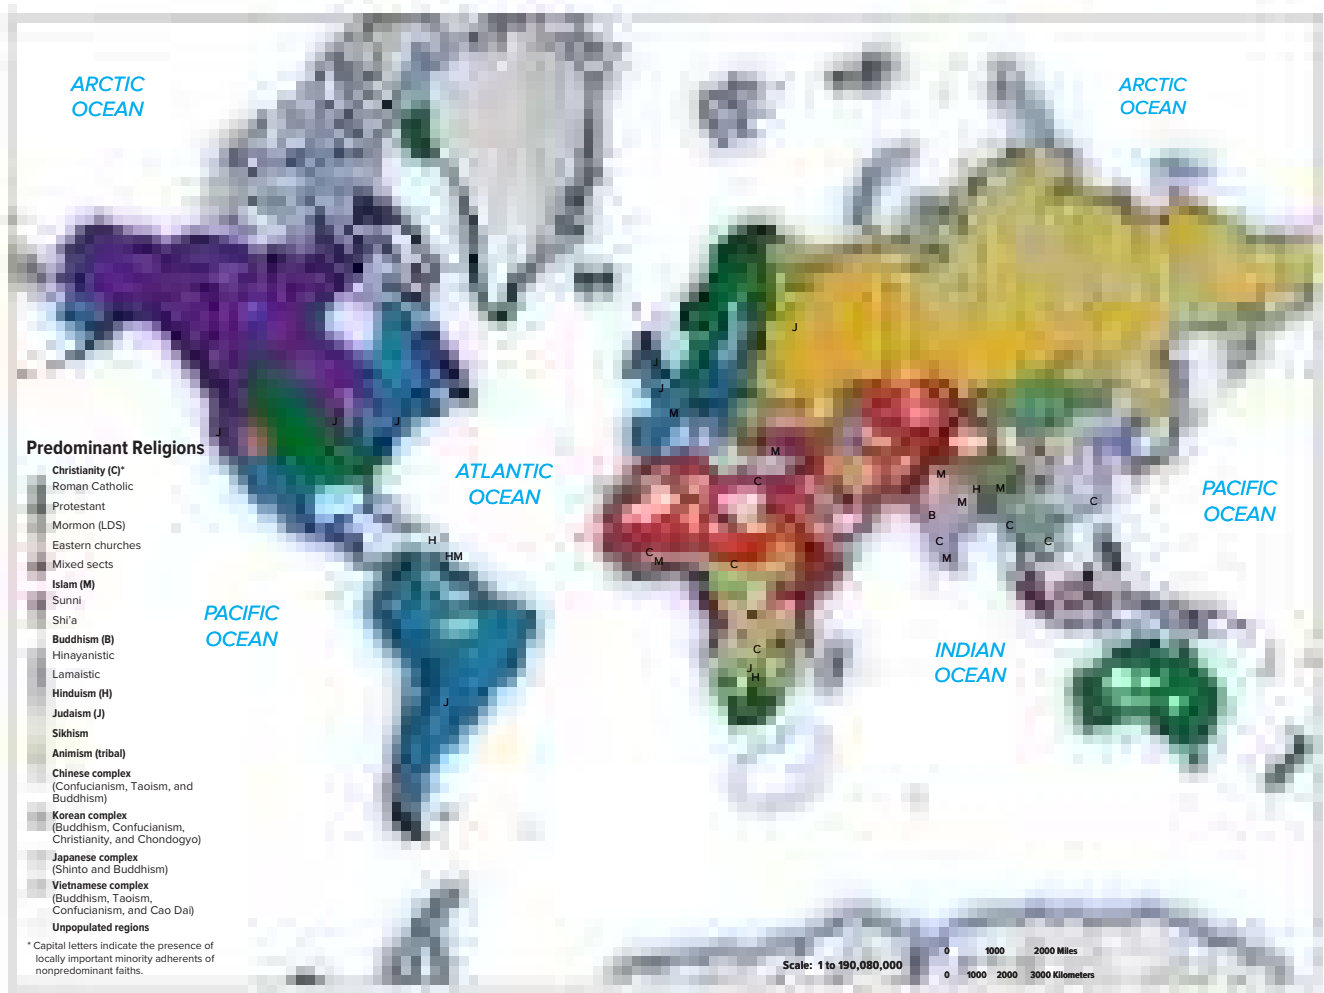 ARCTIC
OCEAN
ARCTIC
OCEAN
J
J
J
M
J
J
J
M
C
M
H
M
M
B
C
C
C
C
M
Predominant Religions
Christianity (C)*
Roman Catholic
Protestant
Mormon (LDS)
Eastern churches
Mixed sects
Islam (M)
Sunni
Shi'a
Buddhism (B)
Hinayanistic
Lamaistic
Hinduism (H)
Judaism (J)
Sikhism
Animism (tribal)
Chinese complex
(Confucianism, Taoism, and
Buddhism)
Korean complex
(Buddhism, Confucianism,
Christianity, and Chondogyo)
Japanese complex
(Shinto and Buddhism)
Vietnamese complex
(Buddhism, Taoism,
Confucianism, and Cao Dai)
Unpopulated regions
* Capital letters indicate the presence of
locally important minority adherents of
nonpredominant faiths.
ATLANTIC
OCEAN
PACIFIC
OCEAN
H
HM
C
M
C
PACIFIC
OCEAN
INDIAN
OCEAN
C
J
H
J
Scale: 1 to 190,080,000
0 1000 2000 Miles
0 1000 2000 3000 Kilometers